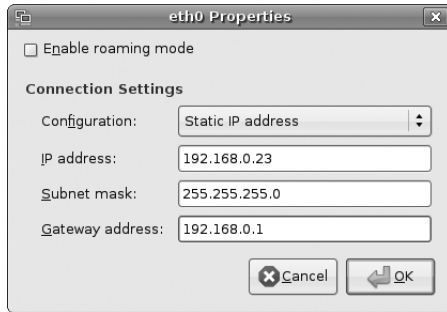 eth0 Properties
Enable roaming mode
Connection Settings
Configuration: Static IP address
IP address: 192.168.0.23
Subnet mask: 255.255.255.0
Gateway address: 192.168.0.1
Cancel OK